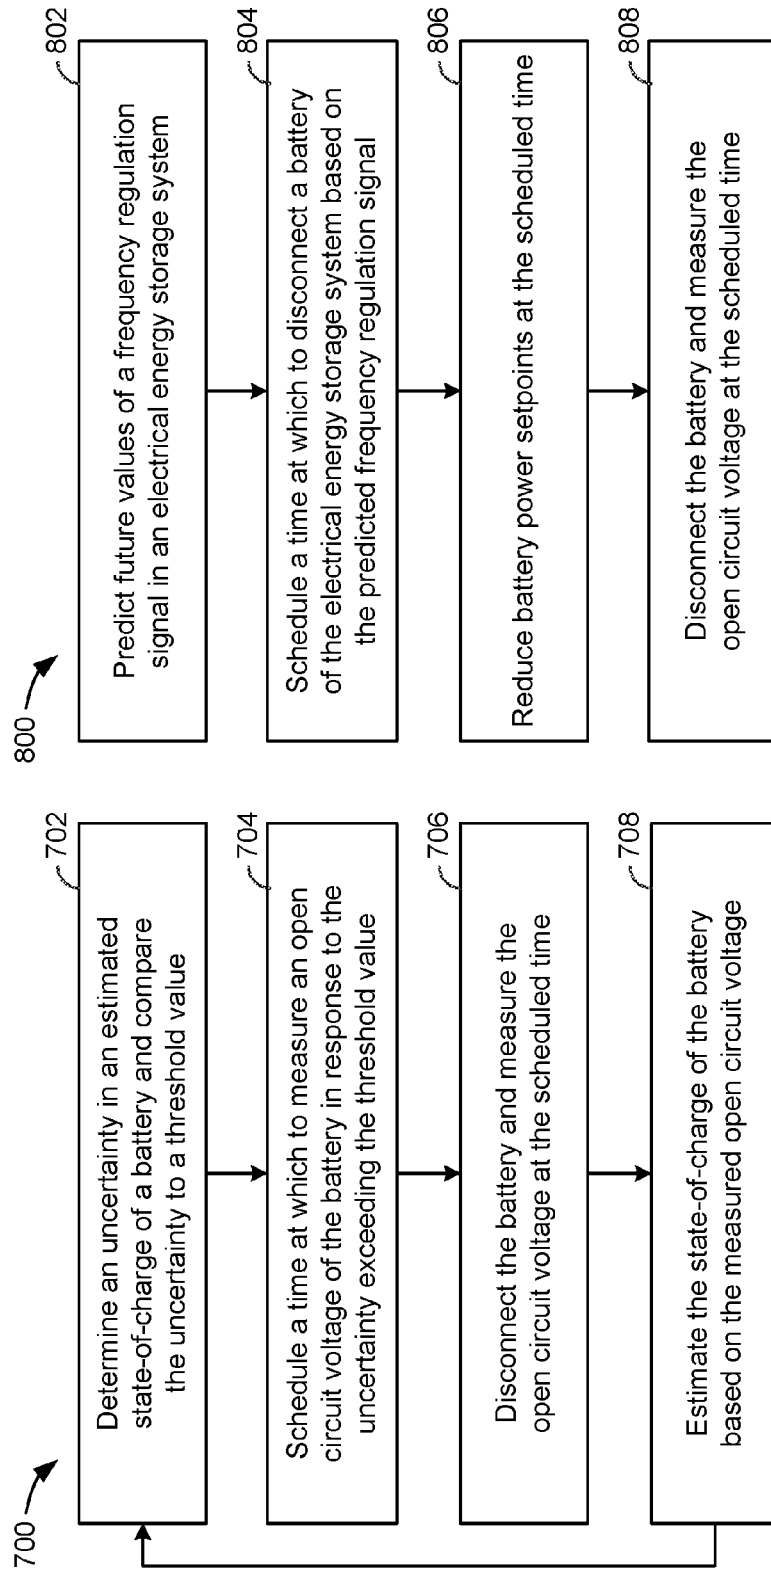 700
702
Determine an uncertainty in an estimated
state-of-charge of a battery and compare
the uncertainty to a threshold value
704
Schedule a time at which to measure an open
circuit voltage of the battery in response to the
uncertainty exceeding the threshold value
706
Disconnect the battery and measure the
open circuit voltage at the scheduled time
708
Estimate the state-of-charge of the battery
based on the measured open circuit voltage
800
802
Predict future values of a frequency regulation
signal in an electrical energy storage system
804
Schedule a time at which to disconnect a battery
of the electrical energy storage system based on
the predicted frequency regulation signal
806
Reduce battery power setpoints at the scheduled time
808
Disconnect the battery and measure the
open circuit voltage at the scheduled time